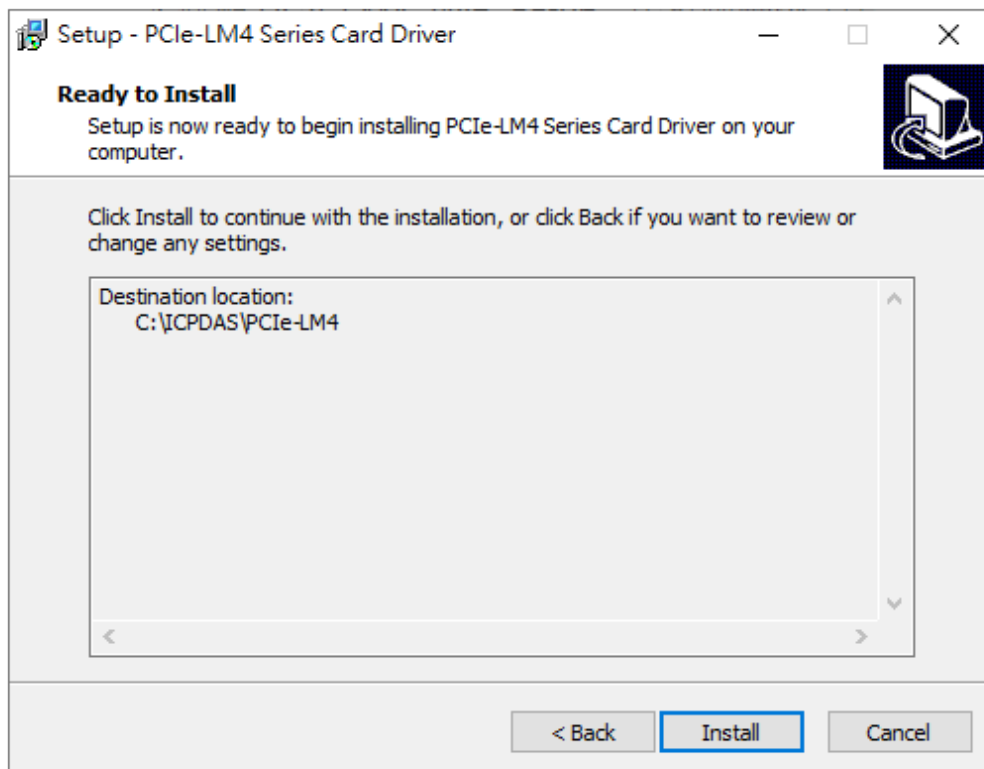 Setup - PCIe-LM4 Series Card Driver
Ready to Install
Setup is now ready to begin installing PCIe-LM4 Series Card Driver on your
computer.
Click Install to continue with the installation, or click Back if you want to review or
change any settings.
Destination location:
C:\ICPDAS\PCIe-LM4
< Back
Install
Cancel